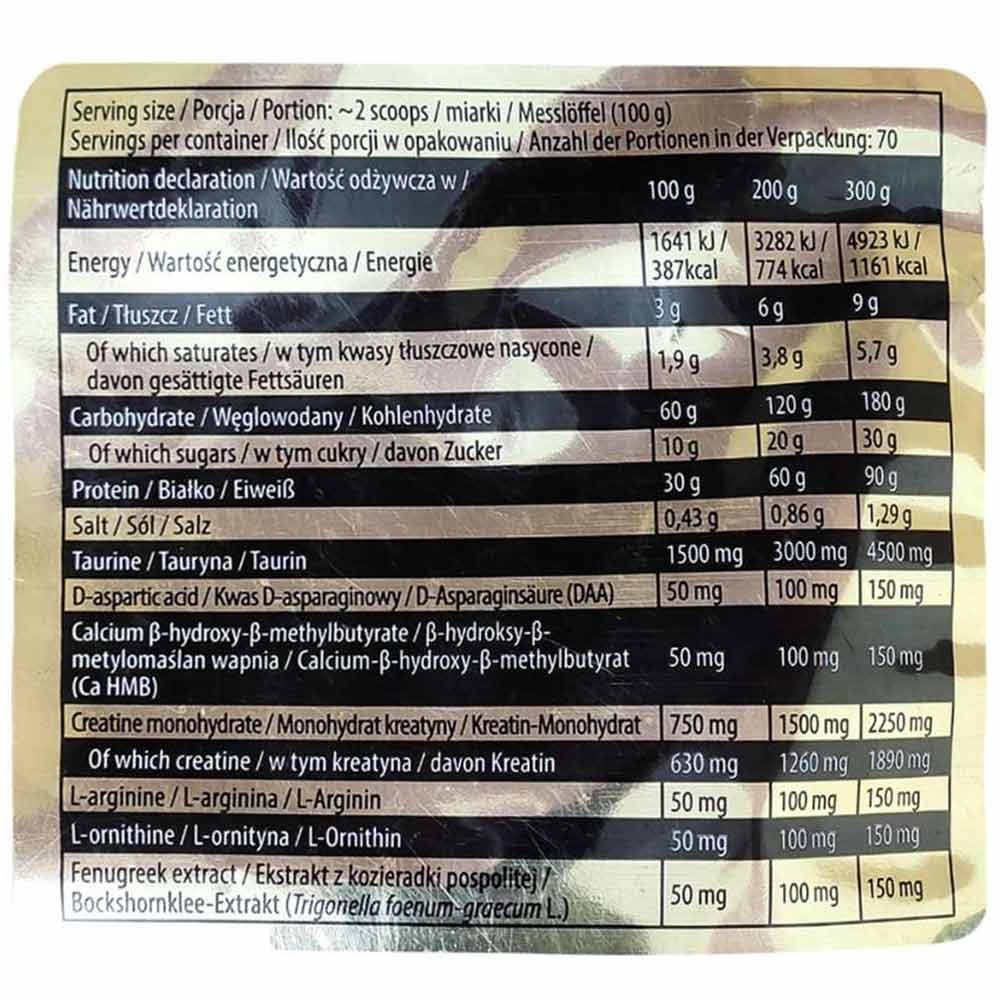 Serving size / Porcja / Portion: ~2 scoops / miarki / Messlöffel (100 g)
Servings per container / Ilość porcji w opakowaniu / Anzahl der Portionen in der Verpackung: 70
Nutrition declaration / Wartość odżywcza w / 100 g 200 g 300 g
Nährwertdeklaration
Energy / Wartość energetyczna / Energie 1641 kJ / 3282 kJ / 4923 kJ /
387kcal 774 kcal 1161 kcal
Fat / Tłuszcz / Fett 3 g 6 g 9 g
Of which saturates / w tym kwasy tłuszczowe nasycone / 1,9 g 3,8 g 5,7 g
davon gesättigte Fettsäuren
Carbohydrate / Węglowodany / Kohlenhydrate 60 g 120 g 180 g
Of which sugars / w tym cukry / davon Zucker 10 g 20 g 30 g
Protein / Białko / Eiweiß 30 g 60 g 90 g
Salt / Sól / Salz 0,43 g 0,86 g 1,29 g
Taurine / Tauryna / Taurin 1500 mg 3000 mg 4500 mg
D-aspartic acid / Kwas D-asparaginowy / D-Asparaginsäure (DAA) 50 mg 100 mg 150 mg
Calcium β-hydroxy-β-methylbutyrate / β-hydroksy-β-
metylomaślan wapnia / Calcium-β-hydroxy-β-methylbutyrat 50 mg 100 mg 150 mg
(Ca HMB)
Creatine monohydrate / Monohydrat kreatyny / Kreatin-Monohydrat 750 mg 1500 mg 2250 mg
Of which creatine / w tym kreatyna / davon Kreatin 630 mg 1260 mg 1890 mg
L-arginine / L-arginina / L-Arginin 50 mg 100 mg 150 mg
L-ornithine / L-ornityna / L-Ornithin 50 mg 100 mg 150 mg
Fenugreek extract / Ekstrakt z kozieradki pospolitej / 50 mg 100 mg 150 mg
Bockshornklee-Extrakt (Trigonella foenum-graecum L.)